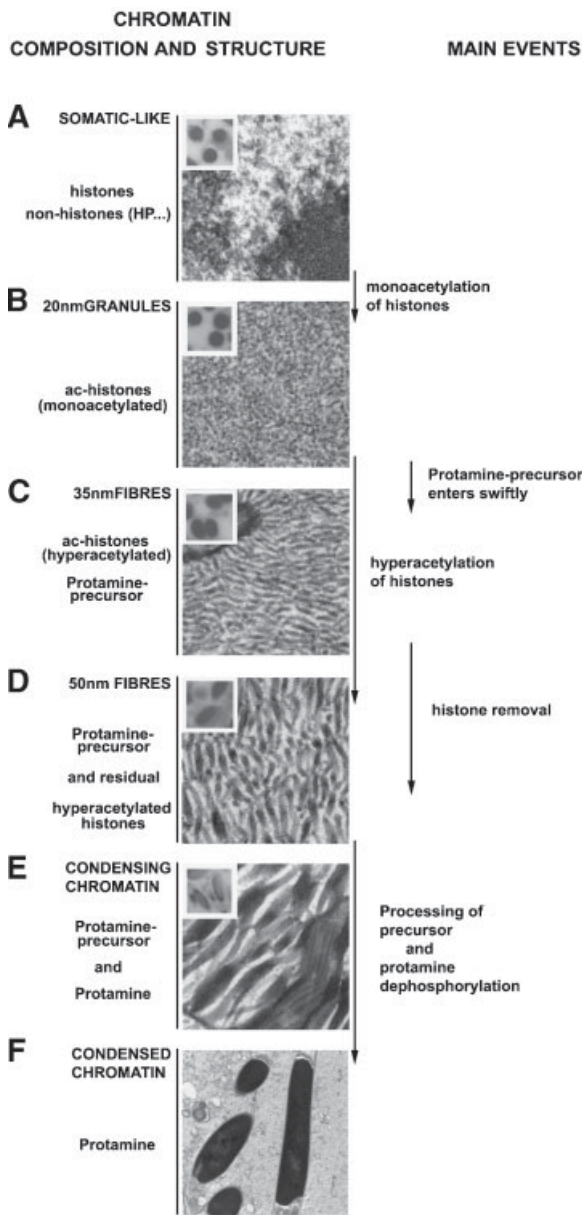 CHROMATIN
COMPOSITION AND STRUCTURE
MAIN EVENTS
A
SOMATIC-LIKE
histones
non-histones (HP...)
monoacetylation
of histones
B
20nmGRANULES
ac-histones
(monoacetylated)
Protamine-precursor
enters swiftly
C
35nmFIBRES
ac-histones
(hyperacetylated)
Protamine-
precursor
hyperacetylation
of histones
D
50nm FIBRES
Protamine-
precursor
and residual
hyperacetylated
histones
histone removal
E
CONDENSING
CHROMATIN
Protamine-
precursor
and
Protamine
Processing of
precursor
and
protamine
dephosphorylation
F
CONDENSED
CHROMATIN
Protamine